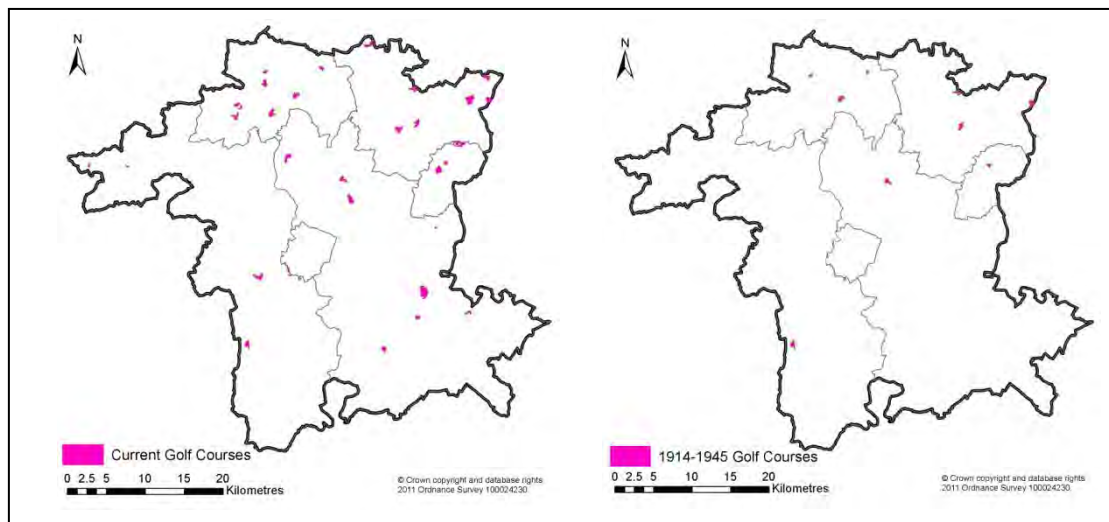 N
Current Golf Courses
0 2.5 5 10 15 20
Kilometres
© Crown copyright and database rights
2011 Ordnance Survey 100024230.
N
1914-1945 Golf Courses
0 2.5 5 10 15 20
Kilometres
© Crown copyright and database rights
2011 Ordnance Survey 100024230.